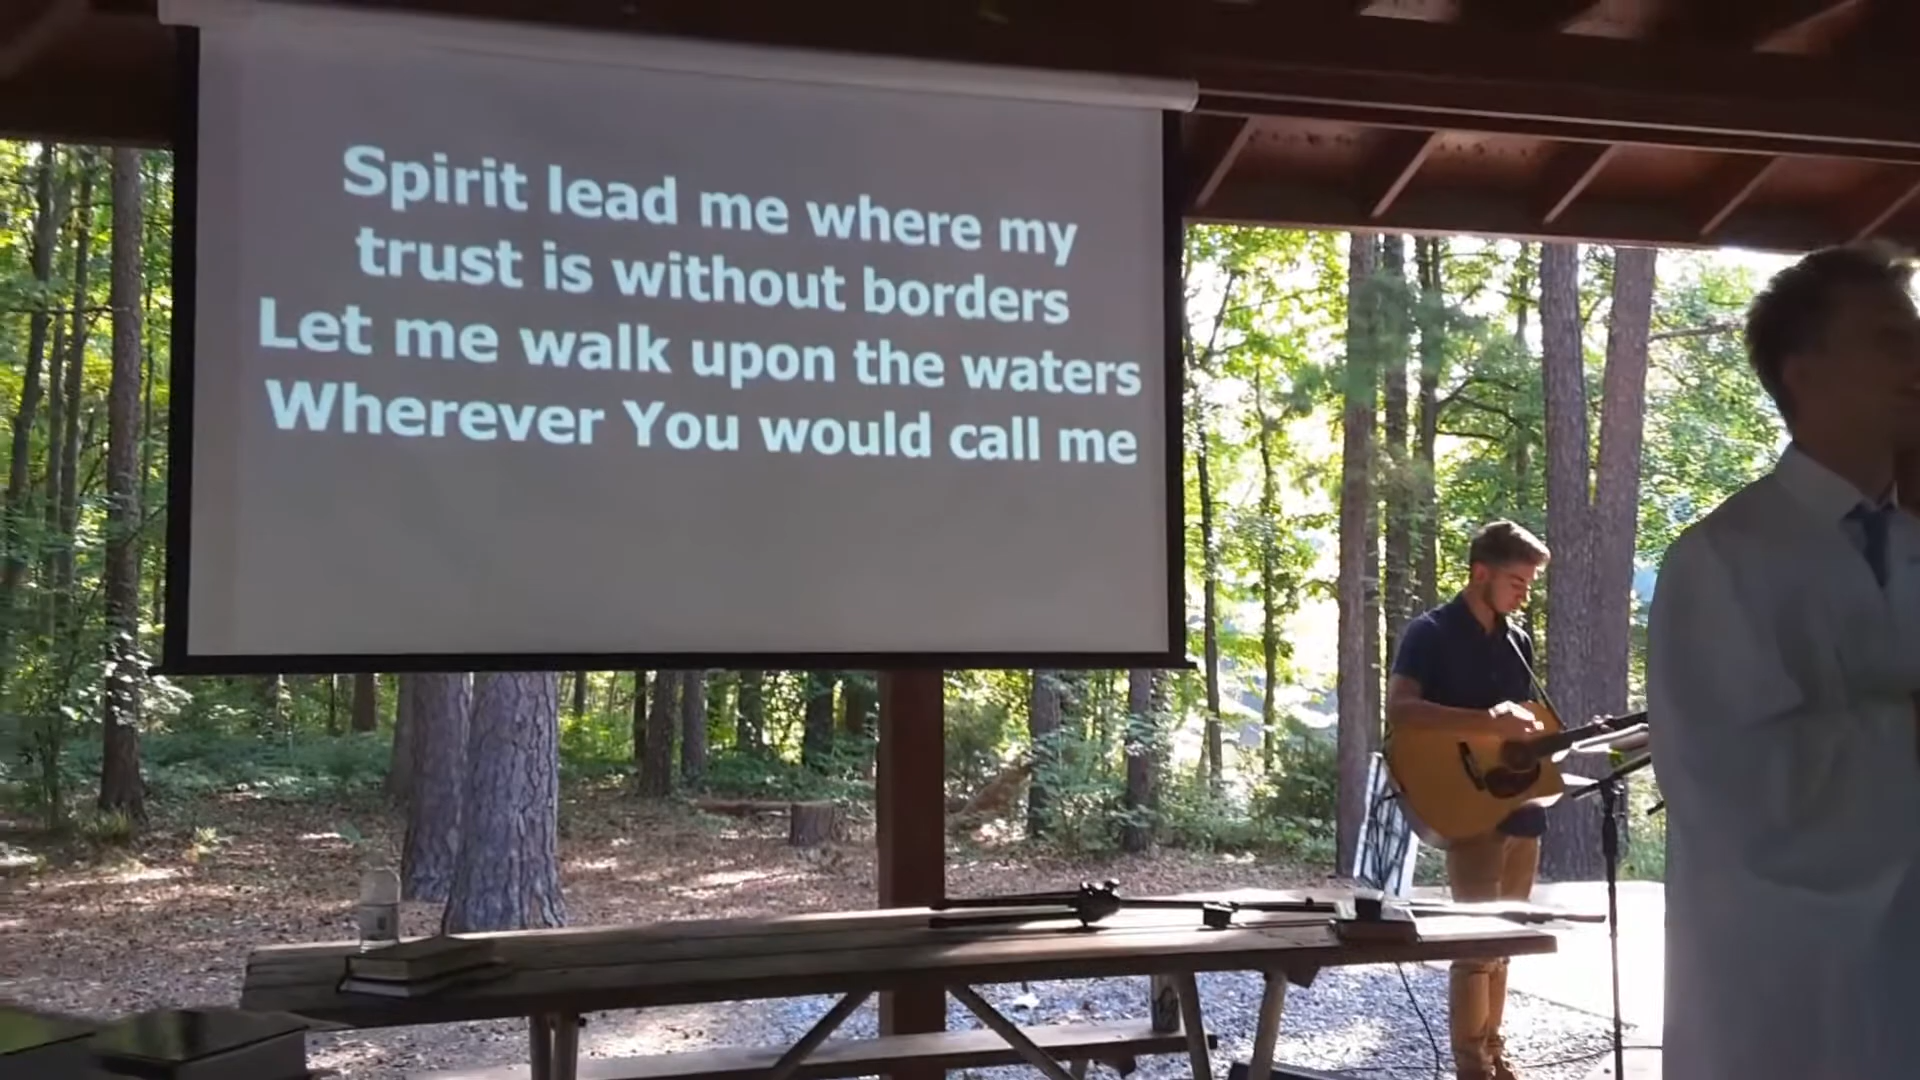 Spirit lead me where my
trust is without borders
Let me walk upon the waters
Wherever You would call me